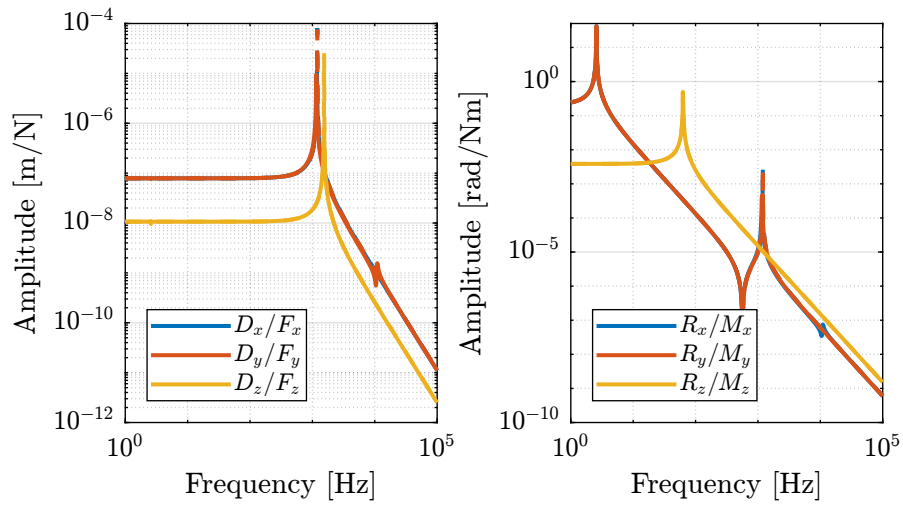 Amplitude [m/N]
10^-4
10^-6
10^-8
10^-10
10^-12
D_x/F_x
D_y/F_y
D_z/F_z
10^0
10^5
Frequency [Hz]
Amplitude [rad/Nm]
10^0
10^-5
10^-10
R_x/M_x
R_y/M_y
R_z/M_z
10^0
10^5
Frequency [Hz]